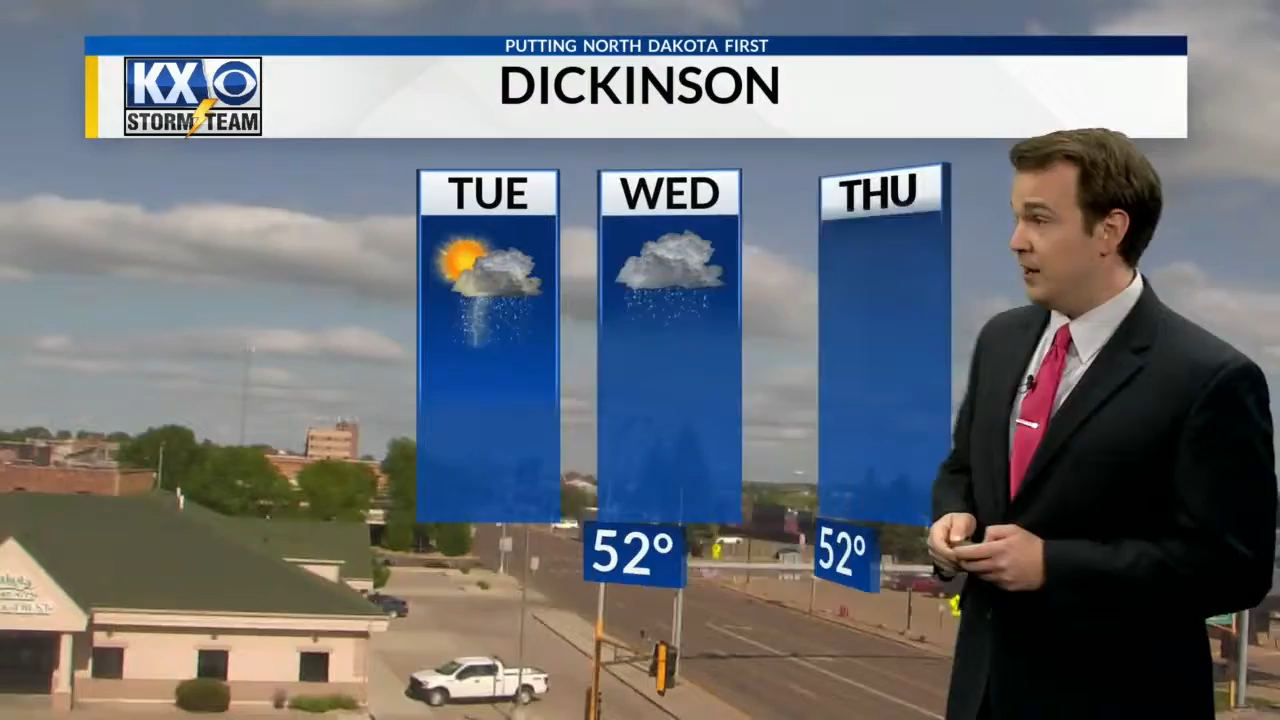 PUTTING NORTH DAKOTA FIRST
DICKINSON
KX
STORM TEAM
TUE
WED
THU
52°
52°